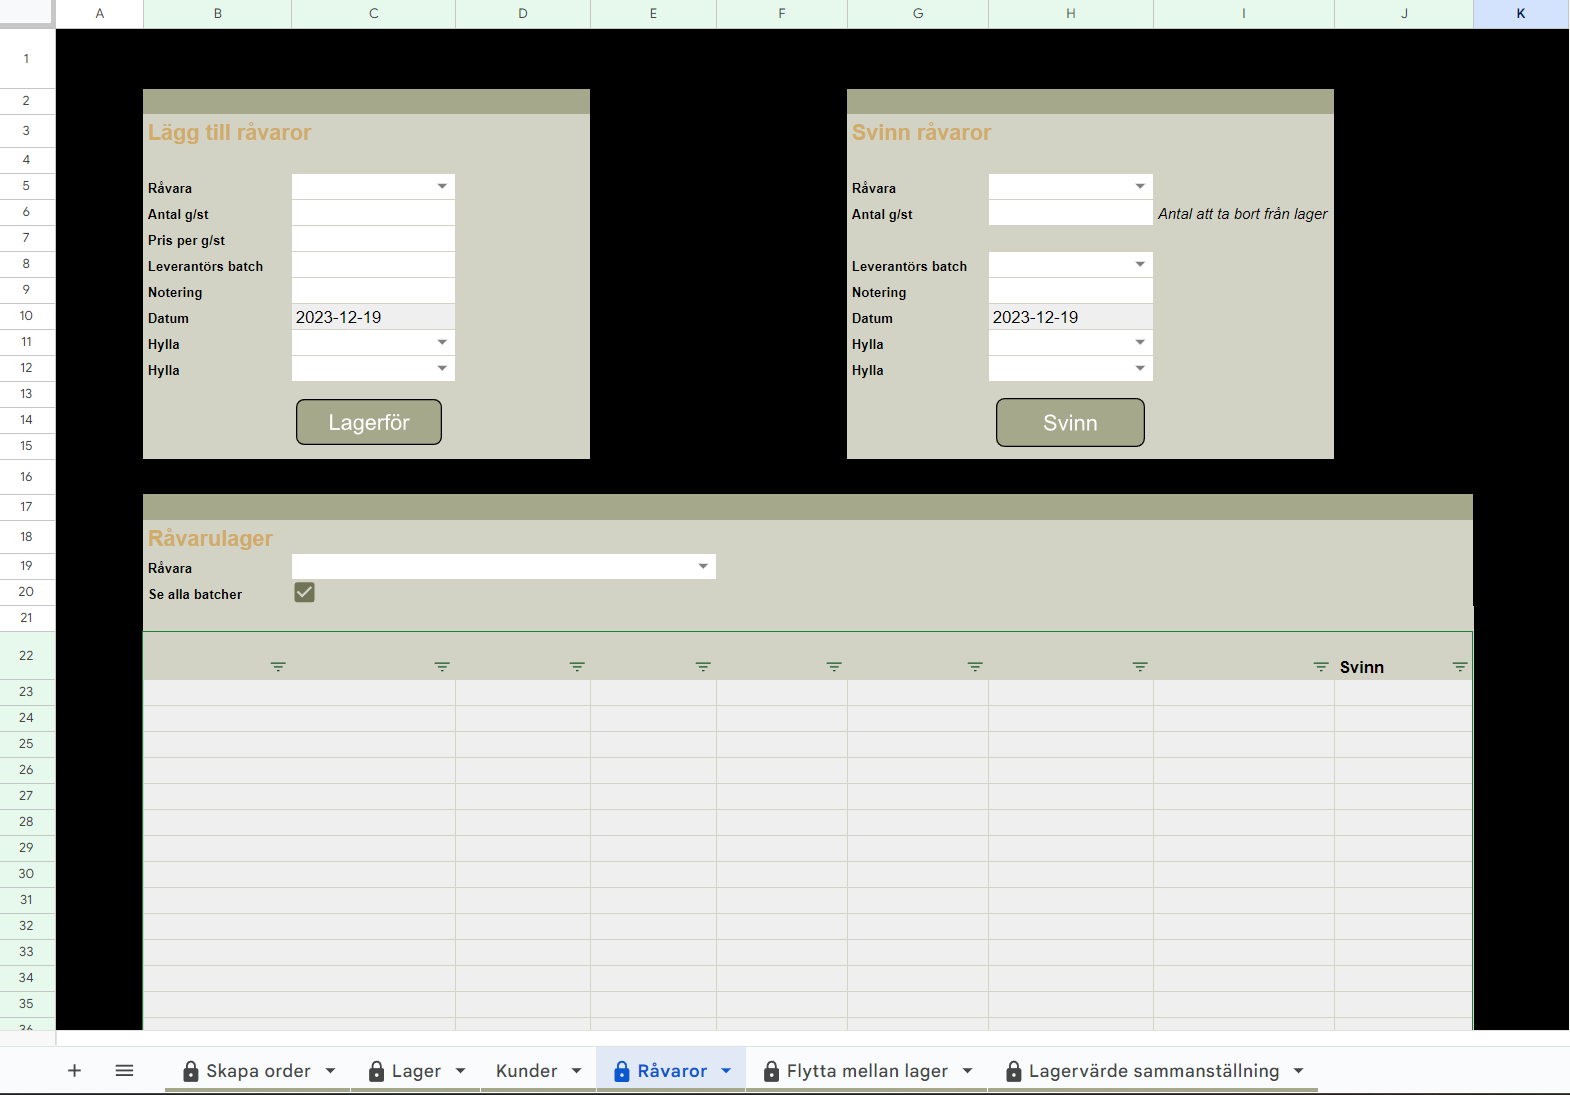 A B C D E F G H I J K
1
2
3 Lägg till råvaror Svinn råvaror
4
5 Råvara Råvara
6 Antal g/st Antal g/st Antal att ta bort från lager
7 Pris per g/st
8 Leverantörs batch Leverantörs batch
9 Notering Notering
10 Datum 2023-12-19 Datum 2023-12-19
11 Hylla Hylla
12 Hylla Hylla
13
14 Lagerför Svinn
15
16
17
18 Råvarulager
19 Råvara
20 Se alla batcher
21
22 Svinn
23
24
25
26
27
28
29
30
31
32
33
34
35
36
Skapa order Lager Kunder Råvaror Flytta mellan lager Lagervärde sammanställning